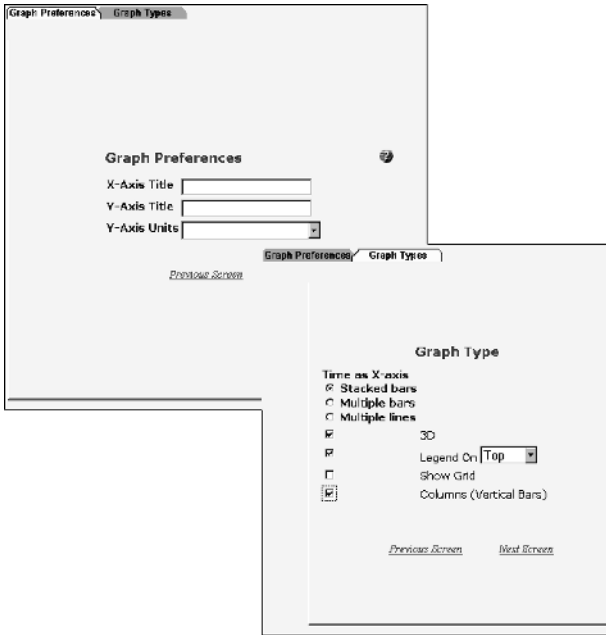 Graph Preferences Graph Types
Graph Preferences
X-Axis Title
Y-Axis Title
Y-Axis Units
Previous Screen
Graph Preferences Graph Types
Graph Type
Time as X-axis
Stacked bars
Multiple bars
Multiple lines
3D
Legend On Top
Show Grid
Columns (Vertical Bars)
Previous Screen Next Screen